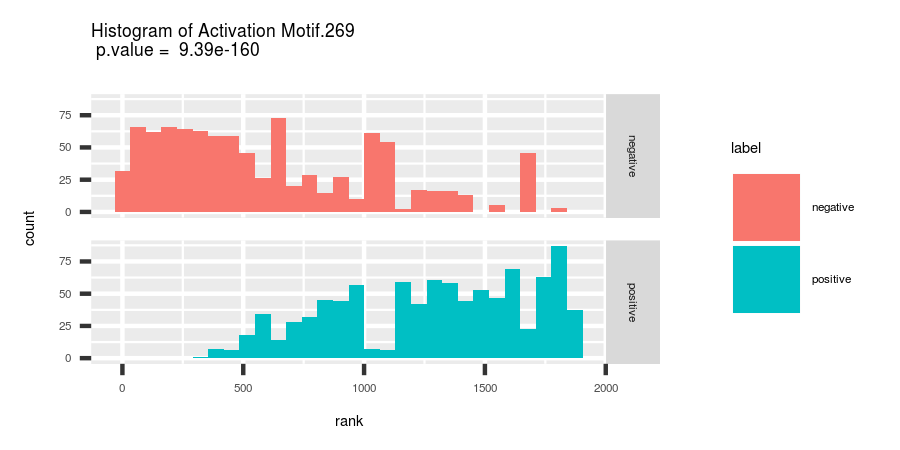 Histogram of Activation Motif.269
p.value = 9.39e-160
75
50
25
0
negative
75
50
25
0
positive
0
500
1000
1500
2000
rank
count
label
negative
positive